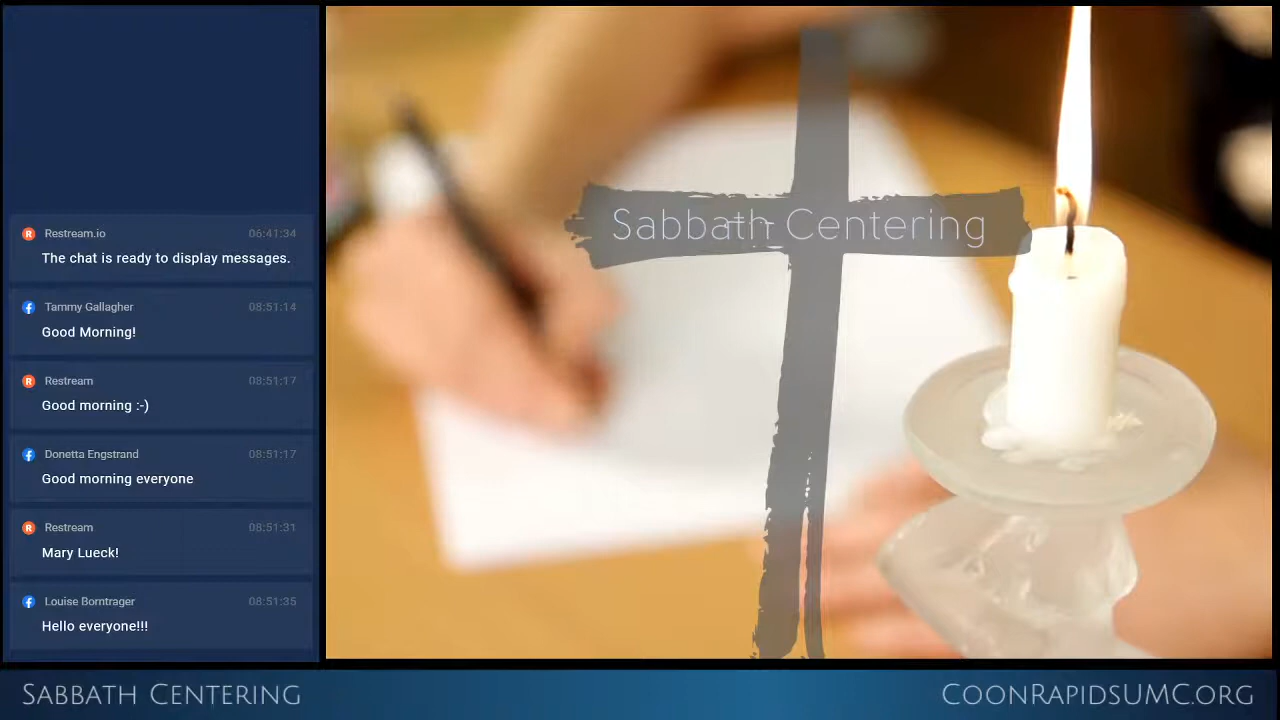 Restream.io 06:41:34
The chat is ready to display messages.
Tammy Gallagher 08:51:14
Good Morning!
Restream 08:51:17
Good morning :-)
Donetta Engstrand 08:51:17
Good morning everyone
Restream 08:51:31
Mary Lueck!
Louise Borntrager 08:51:35
Hello everyone!!!
Sabbath Centering
Sabbath Centering
CoonRapidsUMC.org